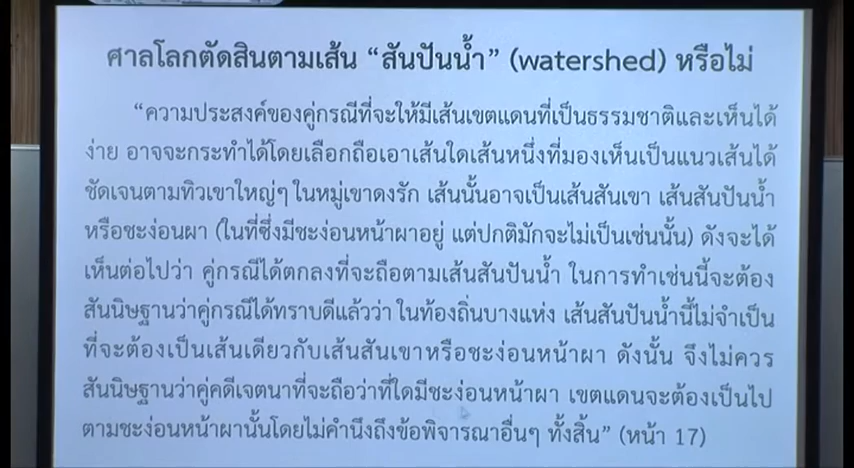 ศาลโลกตัดสินตามเส้น “สันปันน้ำ” (watershed) หรือไม่
“ความประสงค์ของคู่กรณีที่จะให้มีเส้นเขตแดนที่เป็นธรรมชาติและเห็นได้
ง่าย อาจจะกระทำได้โดยเลือกถือเอาเส้นใดเส้นหนึ่งที่มองเห็นเป็นแนวเส้นได้
ชัดเจนตามทิวเขาใหญ่ๆ ในหมู่เขาดงรัก เส้นนั้นอาจเป็นเส้นสันเขา เส้นสันปันน้ำ
หรือชะง่อนผา (ในที่ซึ่งมีชะง่อนหน้าผาอยู่ แต่ปกติมักจะไม่เป็นเช่นนั้น) ดังจะได้
เห็นต่อไปว่า คู่กรณีได้ตกลงที่จะถือตามเส้นสันปันน้ำ ในการทำเช่นนี้จะต้อง
สันนิษฐานว่าคู่กรณีได้ทราบดีแล้วว่า ในท้องถิ่นบางแห่ง เส้นสันปันน้ำนี้ไม่จำเป็น
ที่จะต้องเป็นเส้นเดียวกับเส้นสันเขาหรือชะง่อนหน้าผา ดังนั้น จึงไม่ควร
สันนิษฐานว่าคู่คดีเจตนาที่จะถือว่าที่ใดมีชะง่อนหน้าผา เขตแดนจะต้องเป็นไป
ตามชะง่อนหน้าผานั้นโดยไม่คำนึงถึงข้อพิจารณาอื่นๆ ทั้งสิ้น” (หน้า 17)